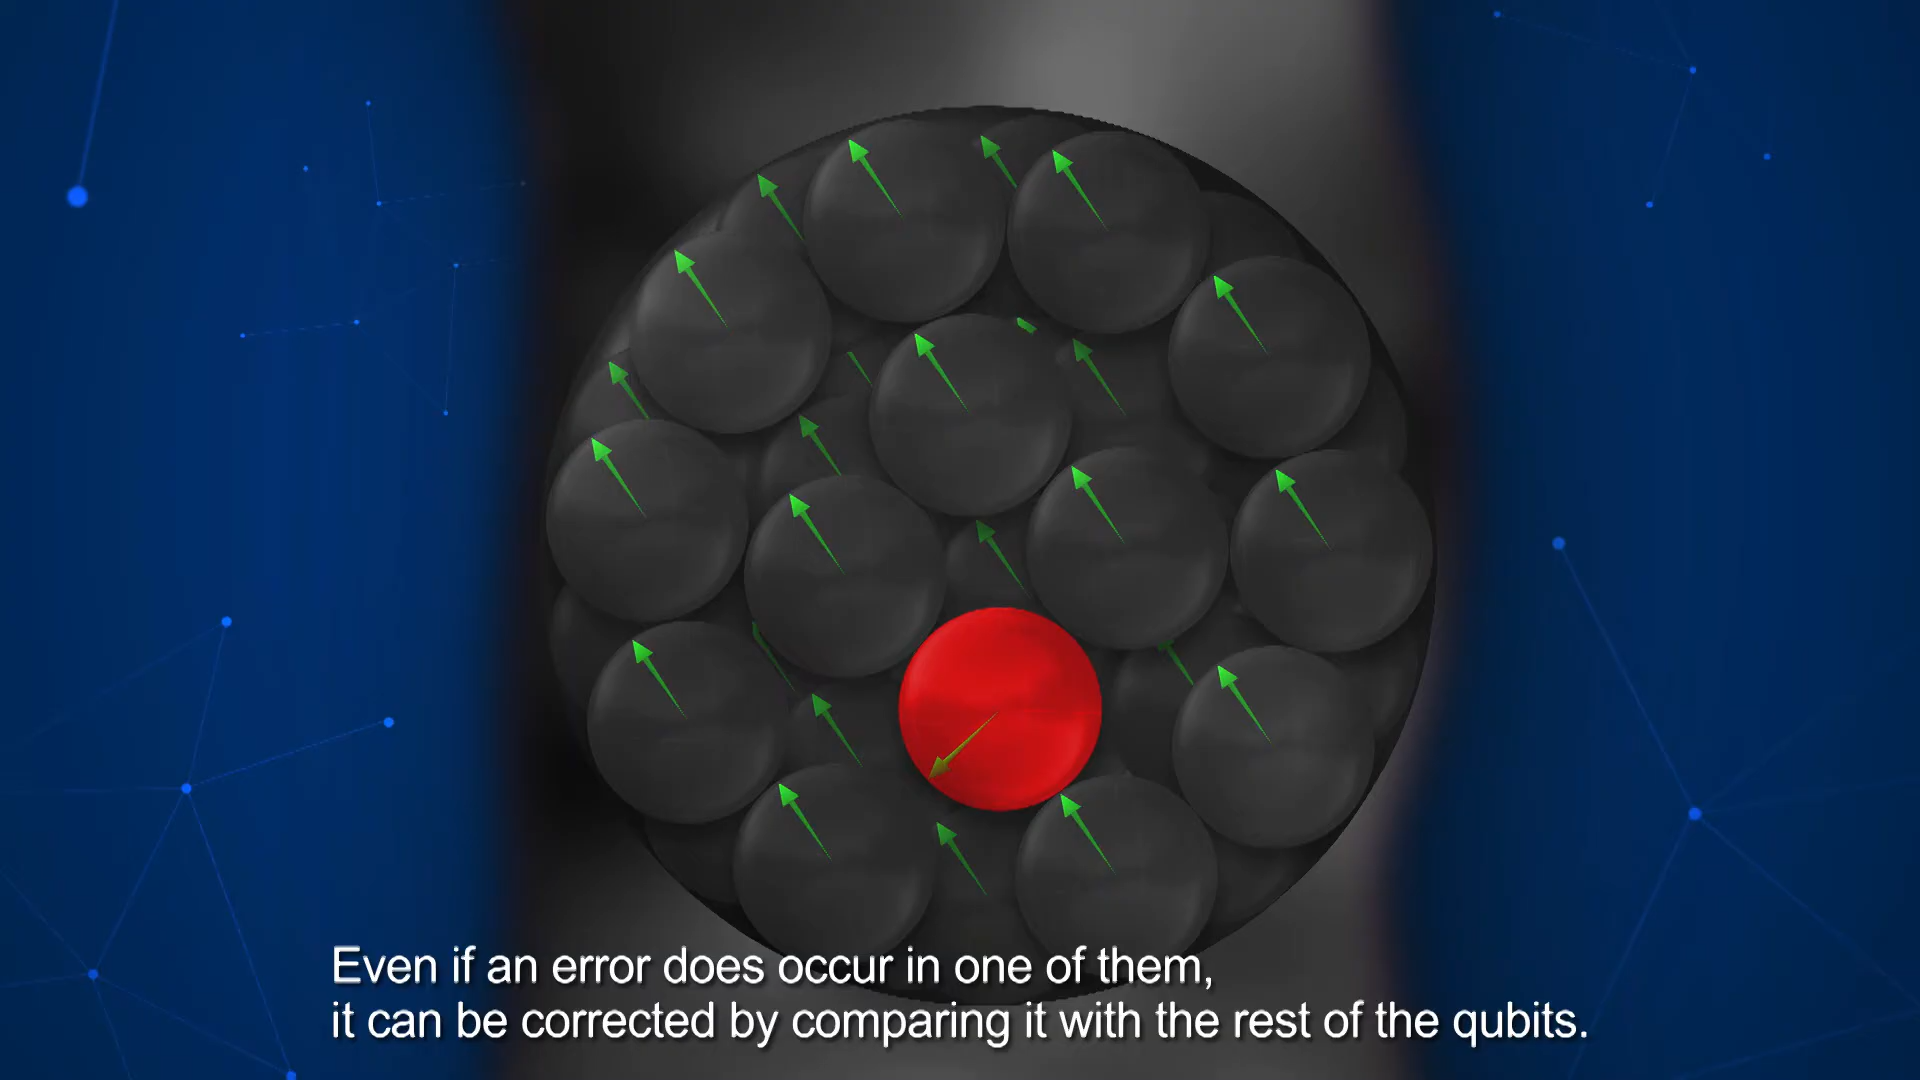 Even if an error does occur in one of them,
it can be corrected by comparing it with the rest of the qubits.